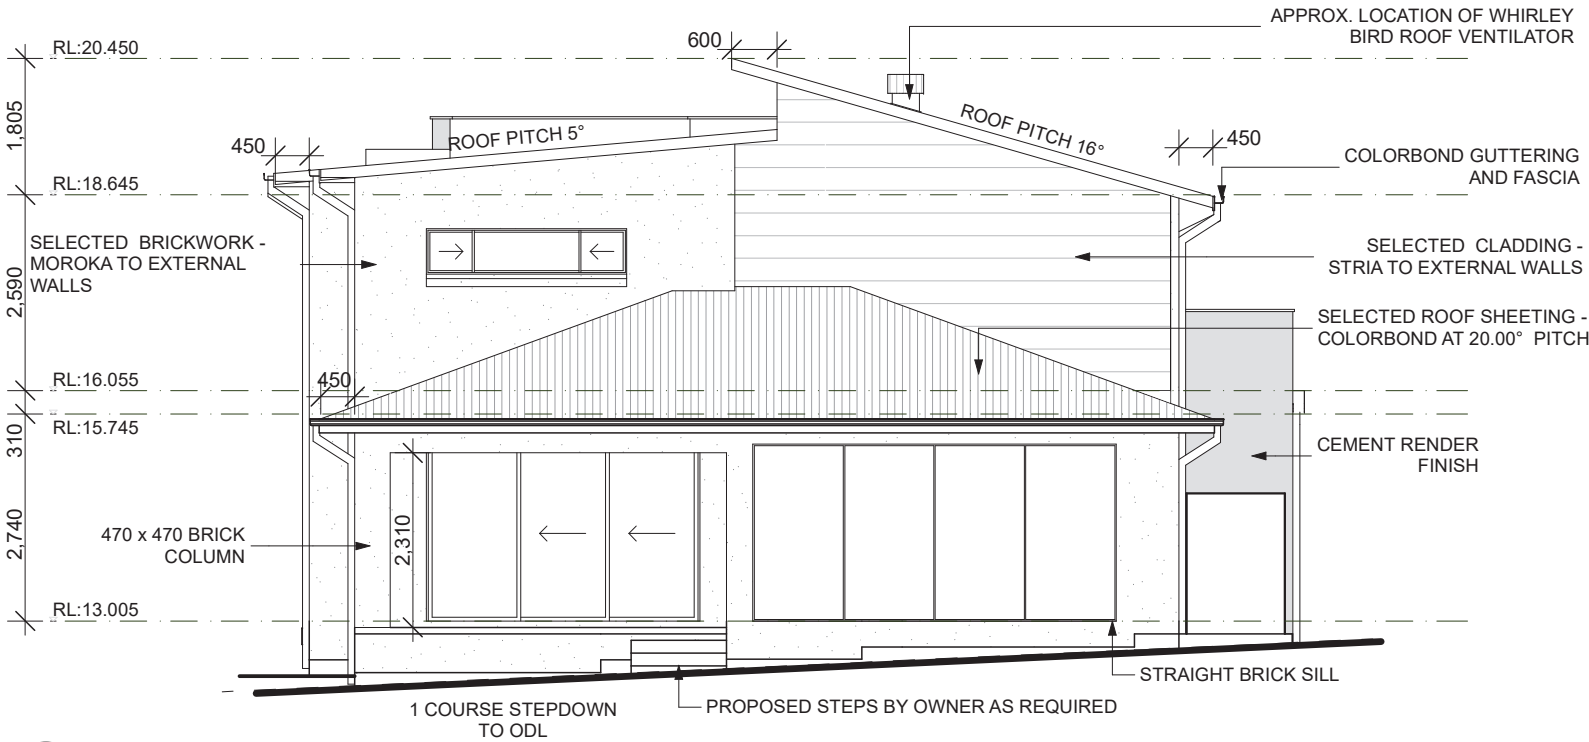 APPROX. LOCATION OF WHIRLEY
BIRD ROOF VENTILATOR
RL:20.450
600
1,805
ROOF PITCH 5°
ROOF PITCH 16°
450
450
COLORBOND GUTTERING
AND FASCIA
RL:18.645
SELECTED BRICKWORK -
MOROKA TO EXTERNAL
WALLS
SELECTED CLADDING -
STRIA TO EXTERNAL WALLS
2,590
SELECTED ROOF SHEETING -
COLORBOND AT 20.00° PITCH
RL:16.055
450
310
RL:15.745
CEMENT RENDER
FINISH
2,740
470 x 470 BRICK
COLUMN
2,310
RL:13.005
STRAIGHT BRICK SILL
1 COURSE STEPDOWN
TO ODL
PROPOSED STEPS BY OWNER AS REQUIRED